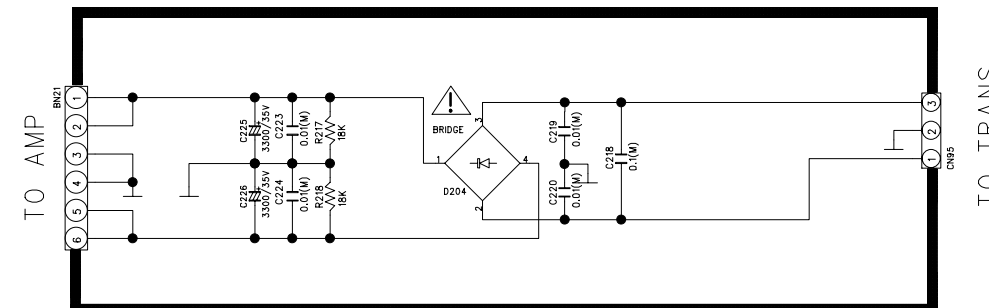 TO AMP
BN21
1
2
3
4
5
6
C225
3300/35V
C223
0.01(M)
R217
18K
C226
3300/35V
C224
0.01(M)
R218
18K
BRIDGE
1
3
4
2
D204
C219
0.01(M)
C220
0.01(M)
C218
0.1(M)
3
2
1
CN95
TO TRANS